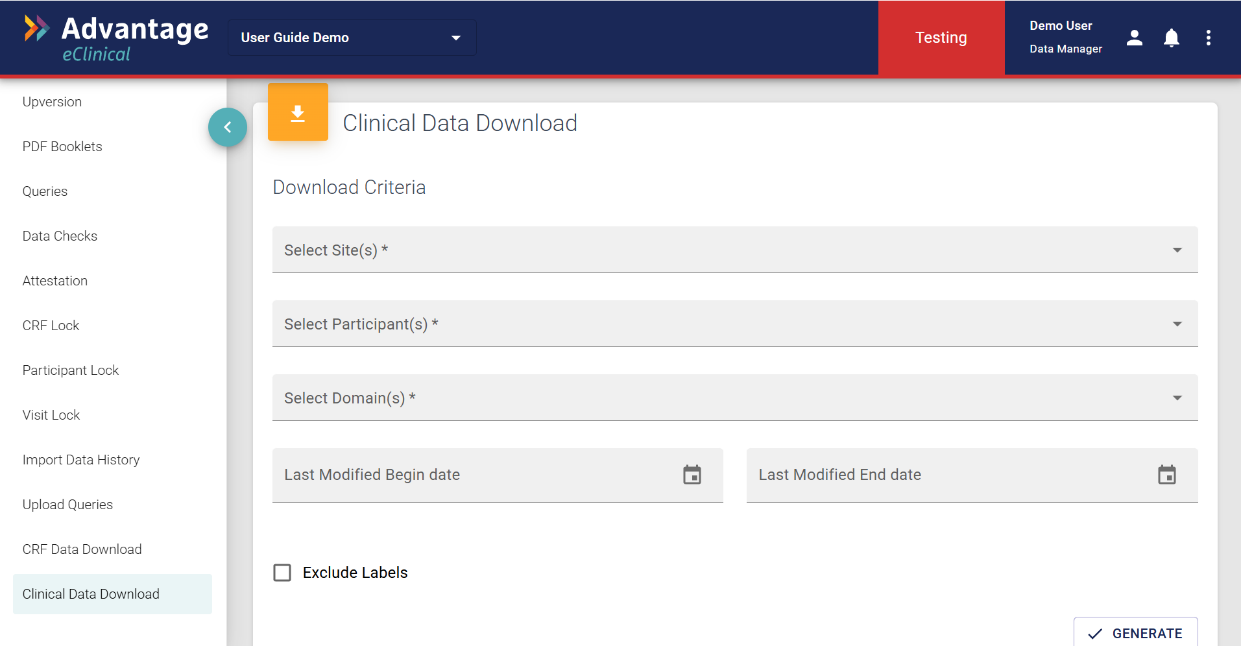 Advantage
eClinical
User Guide Demo
Testing
Demo User
Data Manager
Upversion
PDF Booklets
Queries
Data Checks
Attestation
CRF Lock
Participant Lock
Visit Lock
Import Data History
Upload Queries
CRF Data Download
Clinical Data Download
Clinical Data Download
Download Criteria
Select Site(s) *
Select Participant(s) *
Select Domain(s) *
Last Modified Begin date
Last Modified End date
Exclude Labels
GENERATE